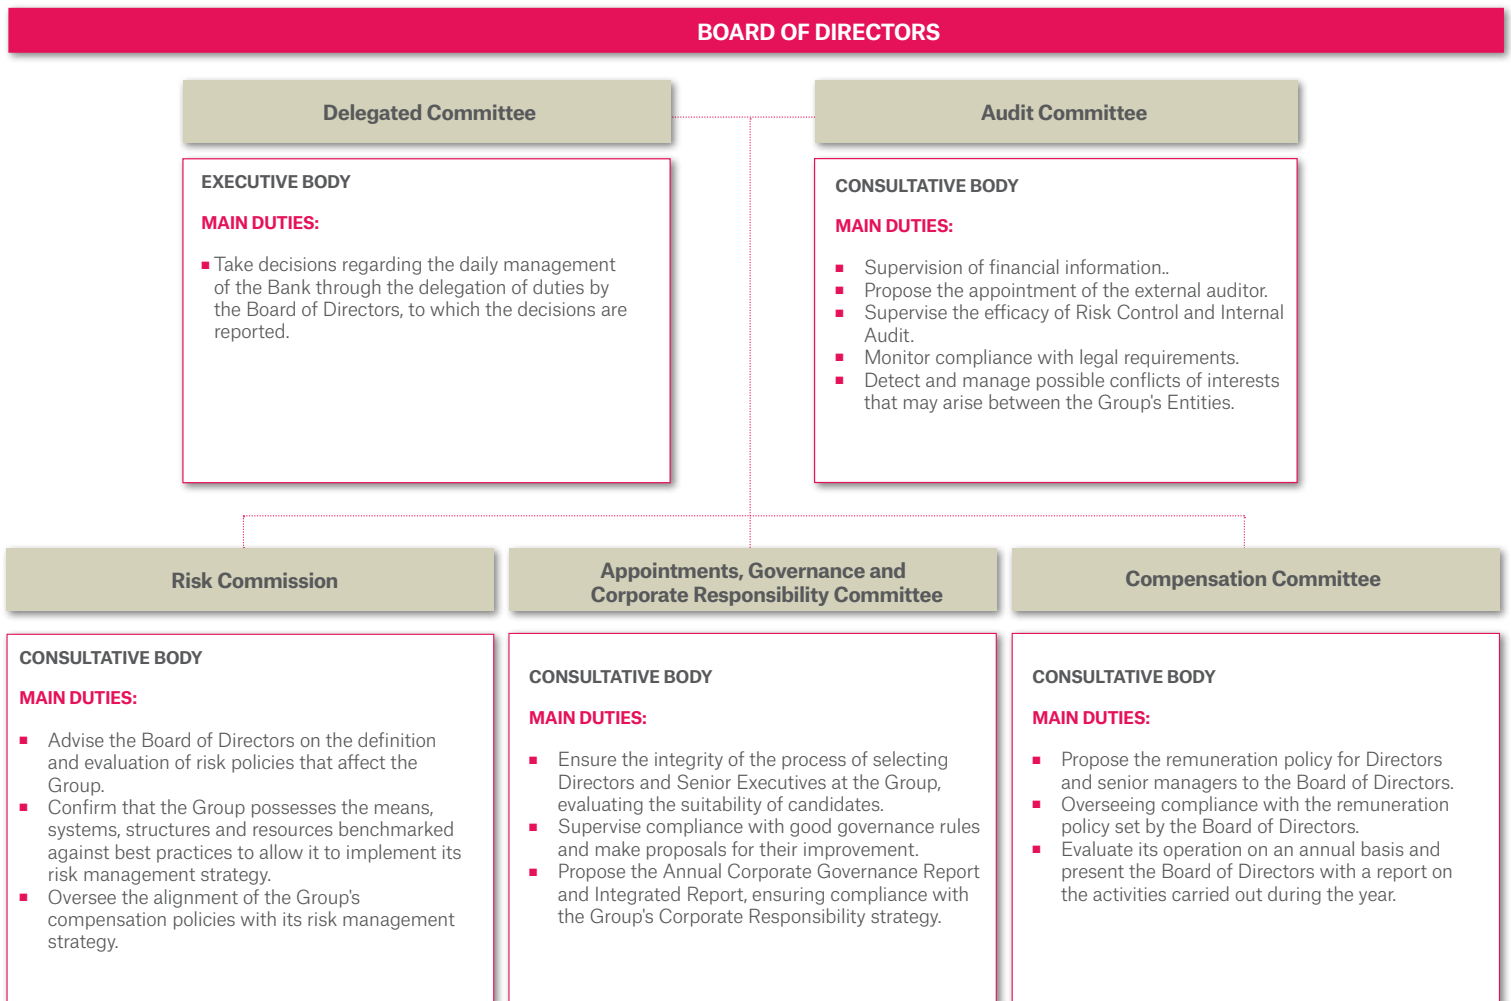 BOARD OF DIRECTORS
Delegated Committee
EXECUTIVE BODY
MAIN DUTIES:
▪ Take decisions regarding the daily management
of the Bank through the delegation of duties by
the Board of Directors, to which the decisions are
reported.
Audit Committee
CONSULTATIVE BODY
MAIN DUTIES:
▪ Supervision of financial information..
▪ Propose the appointment of the external auditor.
▪ Supervise the efficacy of Risk Control and Internal
Audit.
▪ Monitor compliance with legal requirements.
▪ Detect and manage possible conflicts of interests
that may arise between the Group's Entities.
Risk Commission
CONSULTATIVE BODY
MAIN DUTIES:
▪ Advise the Board of Directors on the definition
and evaluation of risk policies that affect the
Group.
▪ Confirm that the Group possesses the means,
systems, structures and resources benchmarked
against best practices to allow it to implement its
risk management strategy.
▪ Oversee the alignment of the Group's
compensation policies with its risk management
strategy.
Appointments, Governance and
Corporate Responsibility Committee
CONSULTATIVE BODY
MAIN DUTIES:
▪ Ensure the integrity of the process of selecting
Directors and Senior Executives at the Group,
evaluating the suitability of candidates.
▪ Supervise compliance with good governance rules
and make proposals for their improvement.
▪ Propose the Annual Corporate Governance Report
and Integrated Report, ensuring compliance with
the Group's Corporate Responsibility strategy.
Compensation Committee
CONSULTATIVE BODY
MAIN DUTIES:
▪ Propose the remuneration policy for Directors
and senior managers to the Board of Directors.
▪ Overseeing compliance with the remuneration
policy set by the Board of Directors.
▪ Evaluate its operation on an annual basis and
present the Board of Directors with a report on
the activities carried out during the year.